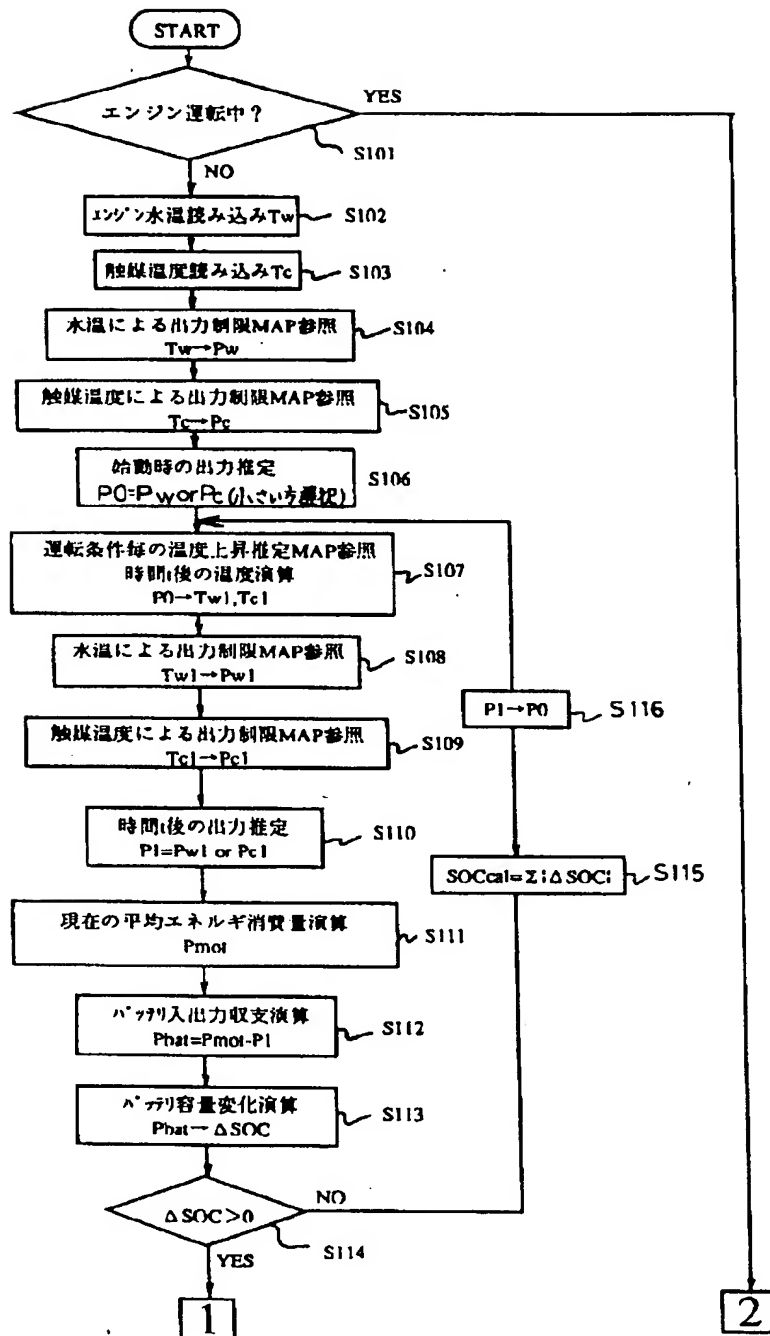 START
エンジン運転中?
YES
S101
NO
エンジン水温読み込みTw
S102
触媒温度読み込みTc
S103
水温による出力制限MAP参照
Tw→Pw
S104
触媒温度による出力制限MAP参照
Tc→Pc
S105
始動時の出力推定
P0=PworPc(小さい方選択)
S106
運転条件毎の温度上昇推定MAP参照
時間t後の温度演算
P0→Tw1,Tc1
S107
水温による出力制限MAP参照
Tw1→Pw1
S108
P1→P0
S116
触媒温度による出力制限MAP参照
Tc1→Pc1
S109
時間t後の出力推定
P1=Pw1 or Pc1
S110
SOCcal=Σ|ΔSOC|
S115
現在の平均エネルギ消費量演算
Pmot
S111
バッテリ入出力収支演算
Pbat=Pmot-P1
S112
バッテリ容量変化演算
Pbat→ΔSOC
S113
ΔSOC>0
NO
S114
YES
1
2